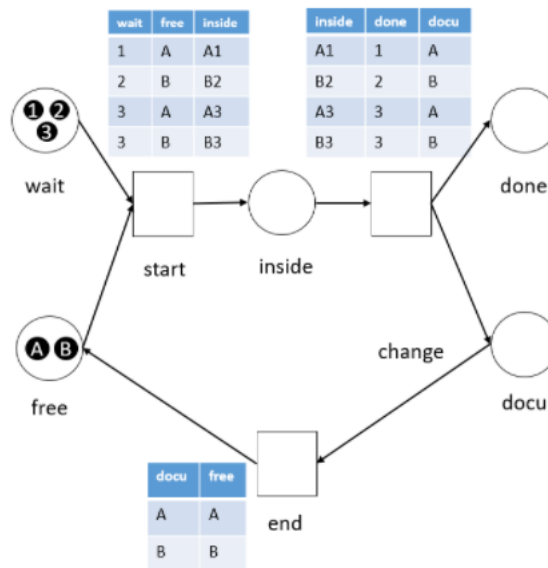 wait free inside
1 A A1
2 B B2
3 A A3
3 B B3
inside done docu
A1 1 A
B2 2 B
A3 3 A
B3 3 B
1 2
3
wait
done
start
inside
A B
free
change
docu
docu free
A A
B B
end